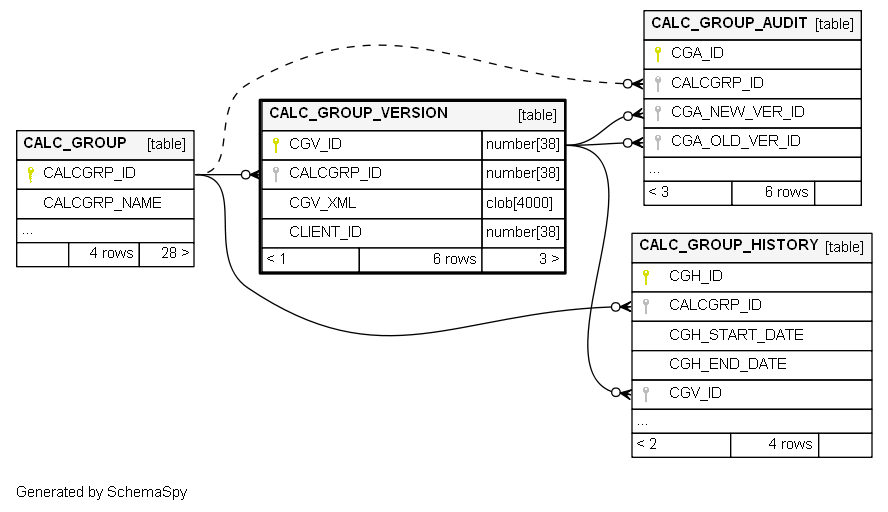 CALC_GROUP_AUDIT [table]
CGA_ID
CALCGRP_ID
CGA_NEW_VER_ID
CGA_OLD_VER_ID
...
< 3 6 rows
CALC_GROUP_VERSION [table]
CGV_ID number[38]
CALCGRP_ID number[38]
CGV_XML clob[4000]
CLIENT_ID number[38]
< 1 6 rows 3 >
CALC_GROUP [table]
CALCGRP_ID
CALCGRP_NAME
...
4 rows 28 >
CALC_GROUP_HISTORY [table]
CGH_ID
CALCGRP_ID
CGH_START_DATE
CGH_END_DATE
CGV_ID
...
< 2 4 rows
Generated by SchemaSpy